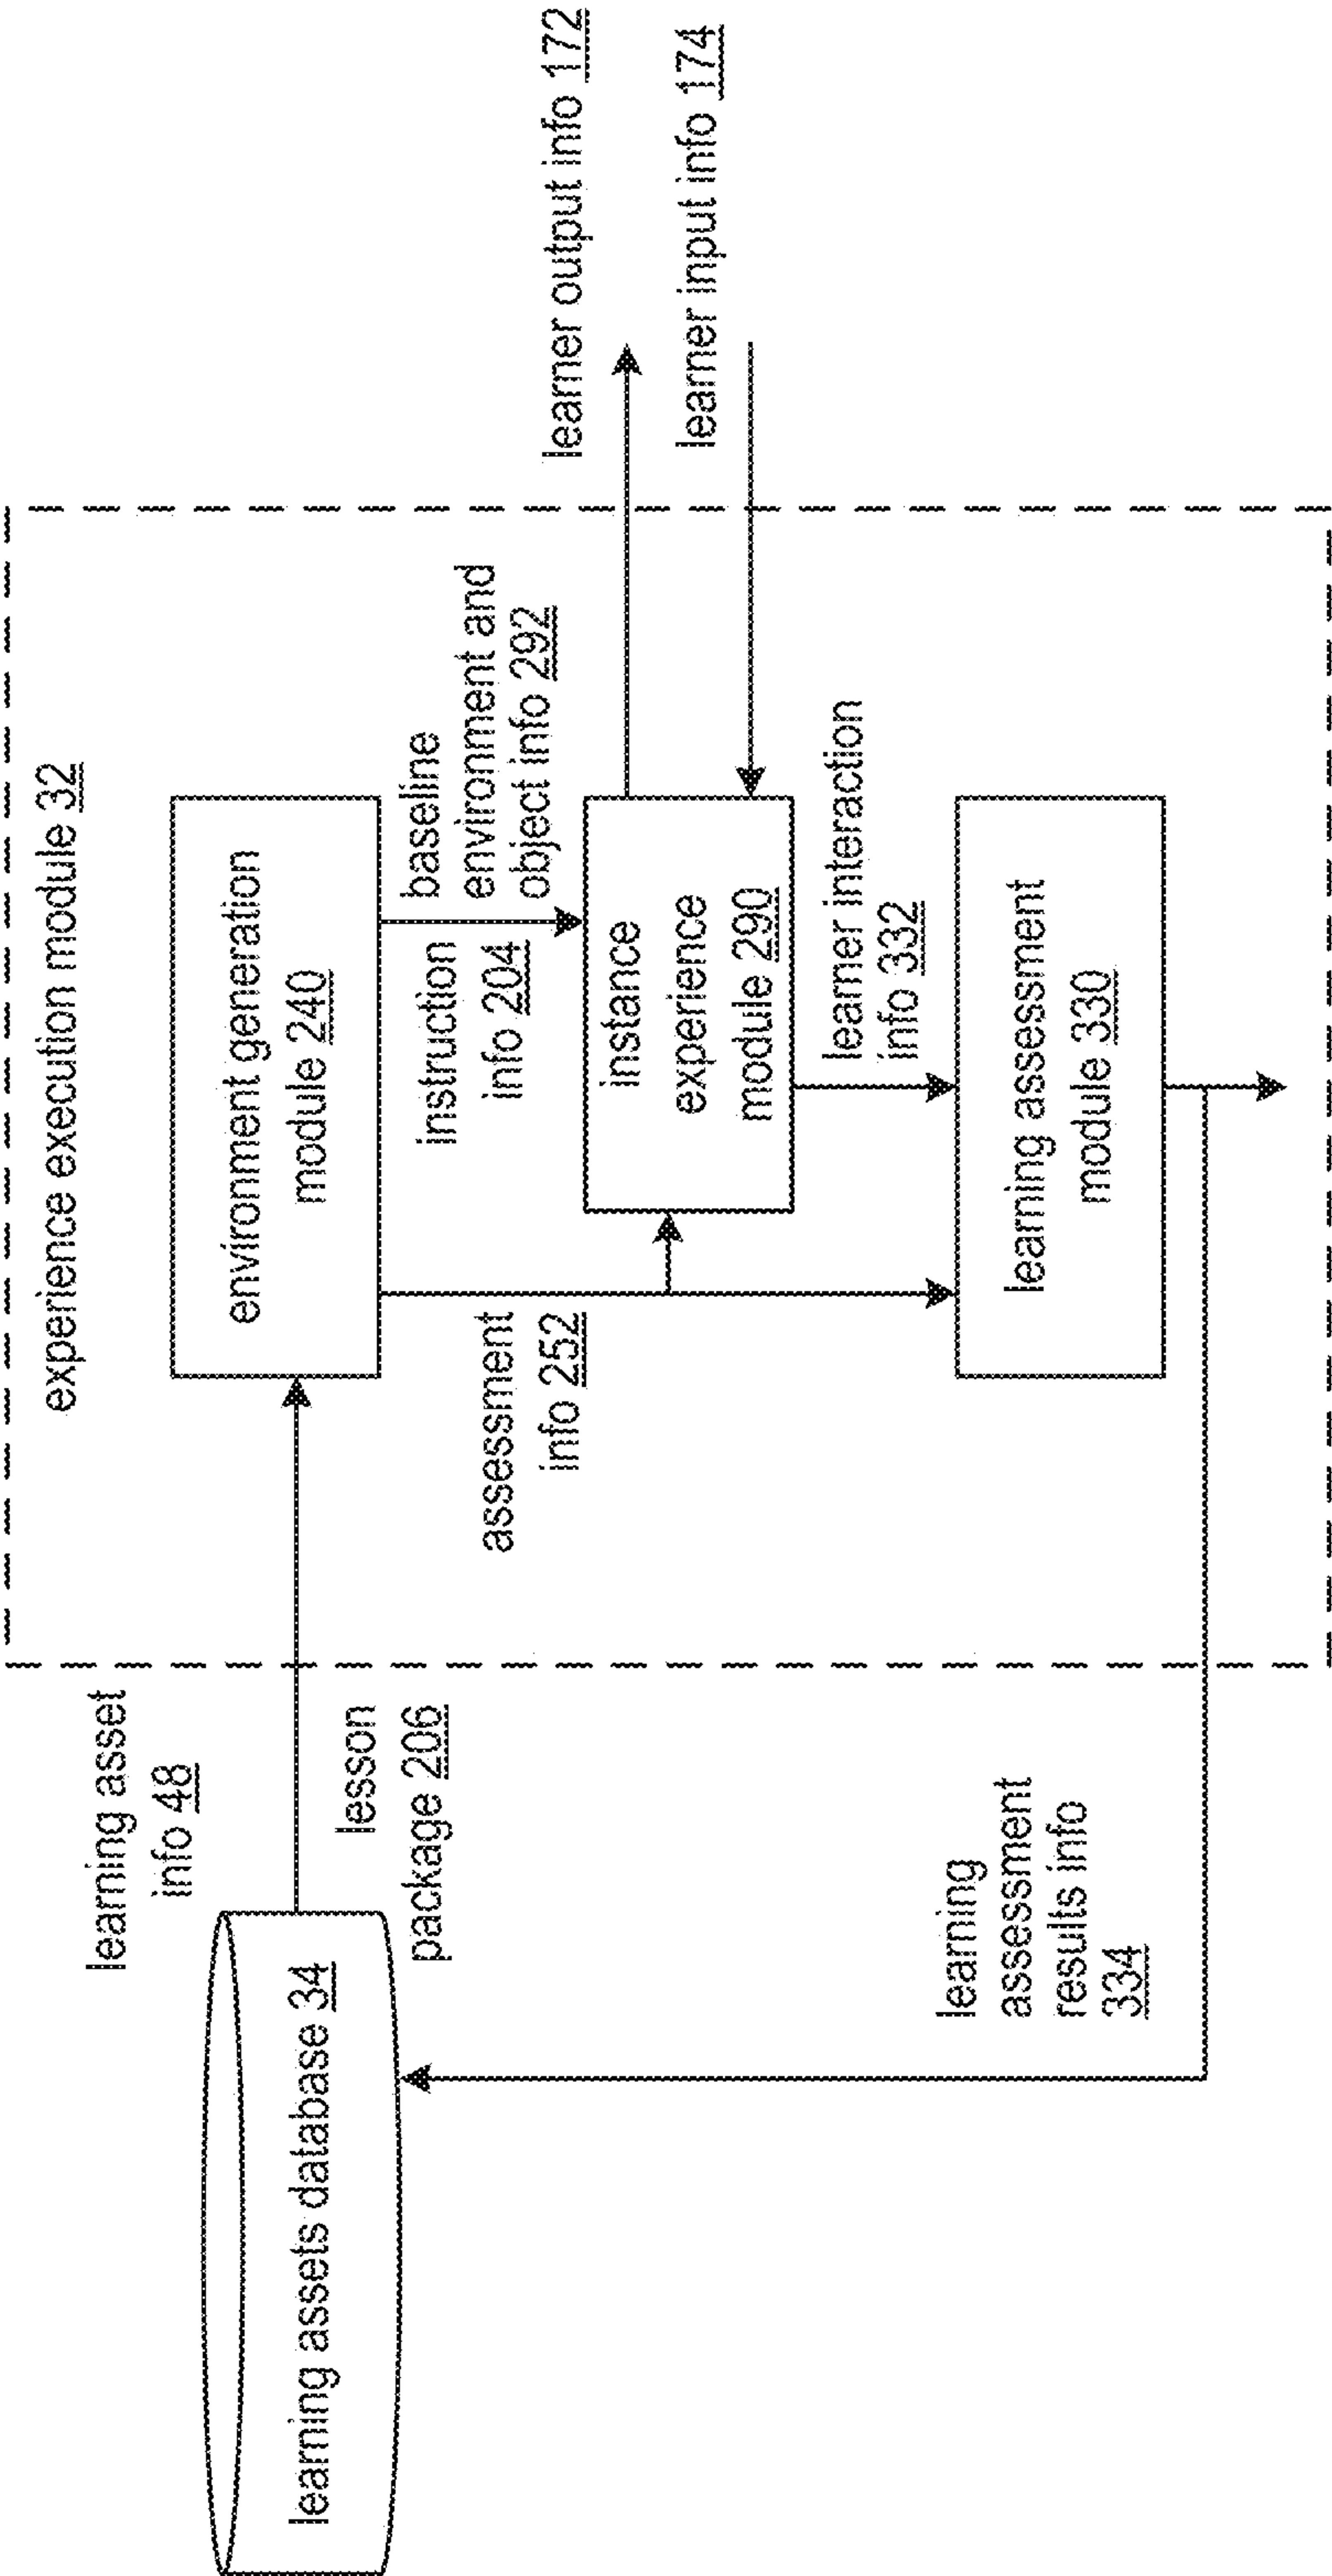 experience execution module 32
learning asset
info 48
learning assets database 34
lesson
package 206
environment generation
module 240
assessment
info 252
instruction
info 204
baseline
environment and
object info 292
instance
experience
module 290
learner output info 172
learner input info 174
learner interaction
info 332
learning assessment
module 330
learning
assessment
results info
334